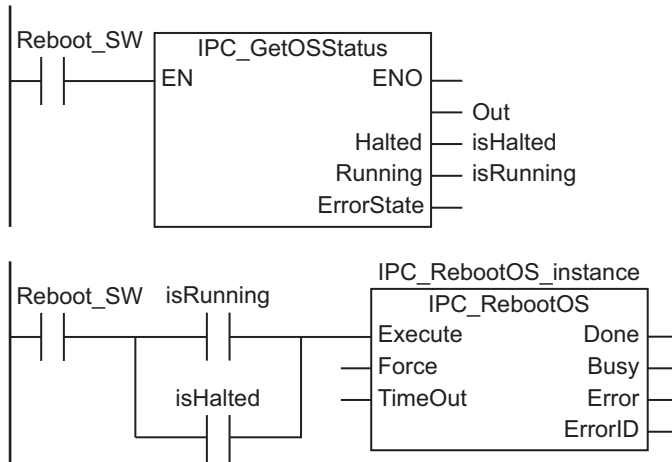 Reboot_SW
IPC_GetOSStatus
EN ENO
Out
Halted isHalted
Running isRunning
ErrorState
IPC_RebootOS_instance
Reboot_SW isRunning IPC_RebootOS
Execute Done
Force Busy
isHalted TimeOut Error
ErrorID